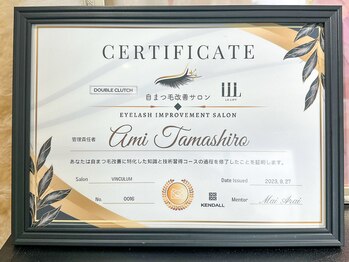 CERTIFICATE
DOUBLE CLUTCH
自まつ毛改善サロン
EYELASH IMPROVEMENT SALON
管理責任者
Ami Tamashiro
あなたは自まつ毛改善に特化した知識と技術習得コースの過程を修了したことを証明します。
Salon VINCULUM Date Issued 2023. 8. 27
No. 0016 KENDALL Mentor Mai Arai